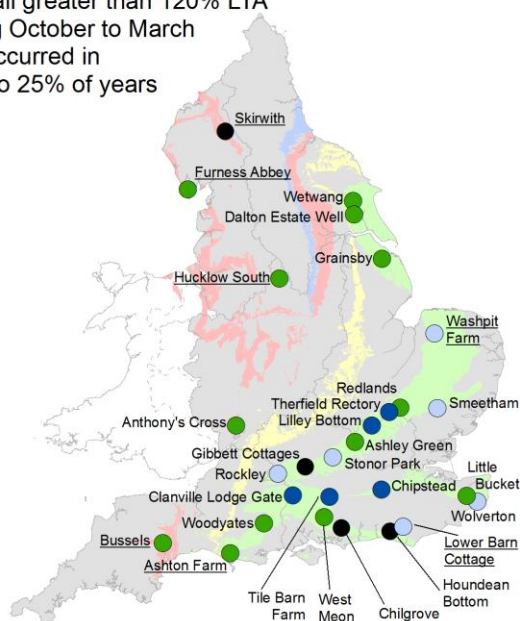 greater than 120% LTA
October to March
occurred in
to 25% of years
Skirwith
Furness Abbey
Wetwang
Dalton Estate Well
Grainsby
Hucklow South
Washpit
Farm
Redlands
Therfield Rectory
Smeetham
Lilley Bottom
Anthony's Cross
Ashley Green
Gibbett Cottages
Stonor Park
Rockley
Little
Bucket
Clanville Lodge Gate
Chipstead
Wolverton
Woodyates
Bussels
Lower Barn
Cottage
Ashton Farm
Houndean
Bottom
Tile Barn
Farm
West
Meon
Chilgrove